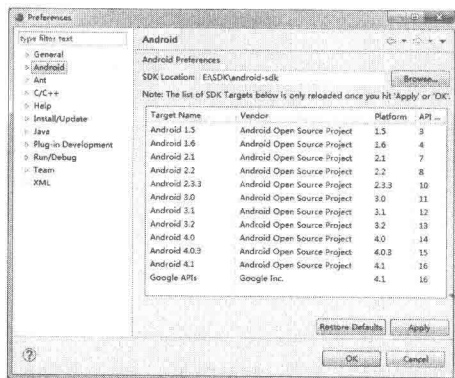 Preferences
type filter text
General
Android
Ant
C/C++
Help
Install/Update
Java
Plug-in Development
Run/Debug
Team
XML
Android
Android Preferences
SDK Location: E:\SDK\android-sdk Browse...
Note: The list of SDK Targets below is only reloaded once you hit 'Apply' or 'OK'.
Target Name Vendor Platform API ...
Android 1.5 Android Open Source Project 1.5 3
Android 1.6 Android Open Source Project 1.6 4
Android 2.1 Android Open Source Project 2.1 7
Android 2.2 Android Open Source Project 2.2 8
Android 2.3.3 Android Open Source Project 2.3.3 10
Android 3.0 Android Open Source Project 3.0 11
Android 3.1 Android Open Source Project 3.1 12
Android 3.2 Android Open Source Project 3.2 13
Android 4.0 Android Open Source Project 4.0 14
Android 4.0.3 Android Open Source Project 4.0.3 15
Android 4.1 Android Open Source Project 4.1 16
Google APIs Google Inc. 4.1 16
Restore Defaults Apply
OK Cancel